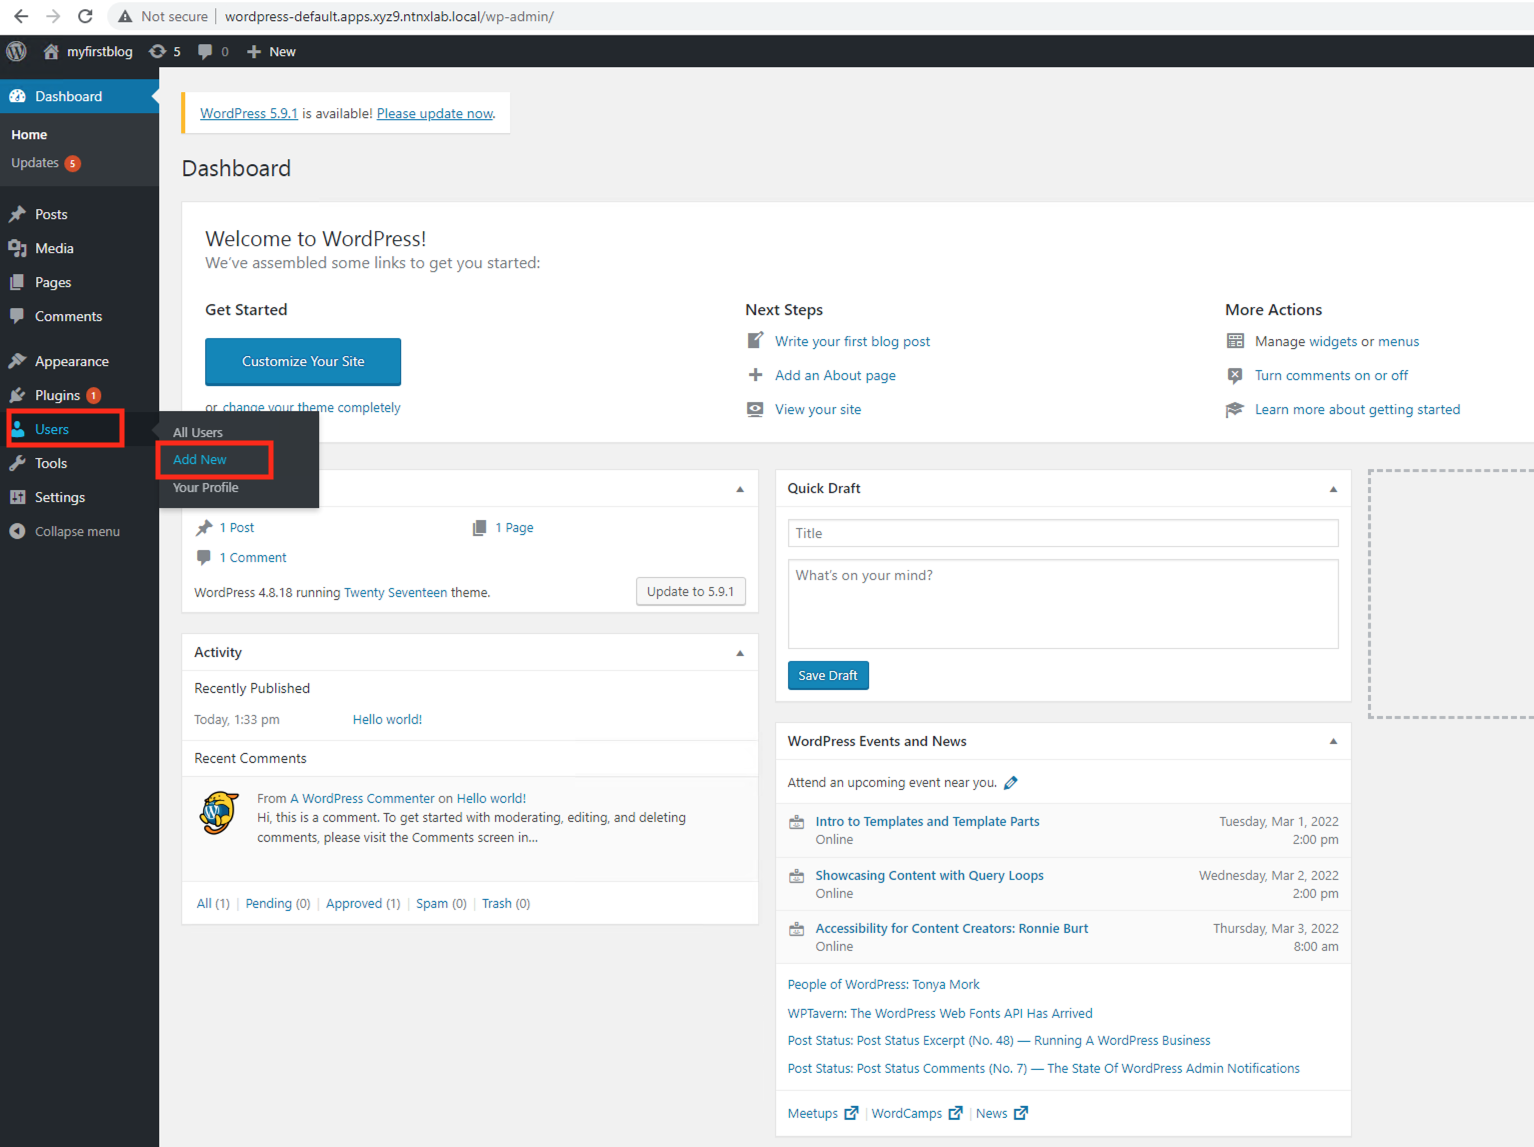 Not secure | wordpress-default.apps.xyz9.ntnxlab.local/wp-admin/
myfirstblog 5 0 New
Dashboard
Home
Updates 5
Posts
Media
Pages
Comments
Appearance
Plugins 1
Users
Tools
Settings
Collapse menu
All Users
Add New
Your Profile
WordPress 5.9.1 is available! Please update now.
Dashboard
Welcome to WordPress!
We've assembled some links to get you started:
Get Started
Customize Your Site
or change your theme completely
Next Steps
Write your first blog post
Add an About page
View your site
More Actions
Manage widgets or menus
Turn comments on or off
Learn more about getting started
1 Post
1 Page
1 Comment
WordPress 4.8.18 running Twenty Seventeen theme.
Update to 5.9.1
Activity
Recently Published
Today, 1:33 pm Hello world!
Recent Comments
From A WordPress Commenter on Hello world!
Hi, this is a comment. To get started with moderating, editing, and deleting
comments, please visit the Comments screen in...
All (1) | Pending (0) | Approved (1) | Spam (0) | Trash (0)
Quick Draft
Title
What's on your mind?
Save Draft
WordPress Events and News
Attend an upcoming event near you.
Intro to Templates and Template Parts Tuesday, Mar 1, 2022
Online 2:00 pm
Showcasing Content with Query Loops Wednesday, Mar 2, 2022
Online 2:00 pm
Accessibility for Content Creators: Ronnie Burt Thursday, Mar 3, 2022
Online 8:00 am
People of WordPress: Tonya Mork
WPTavern: The WordPress Web Fonts API Has Arrived
Post Status: Post Status Excerpt (No. 48) — Running A WordPress Business
Post Status: Post Status Comments (No. 7) — The State Of WordPress Admin Notifications
Meetups | WordCamps | News